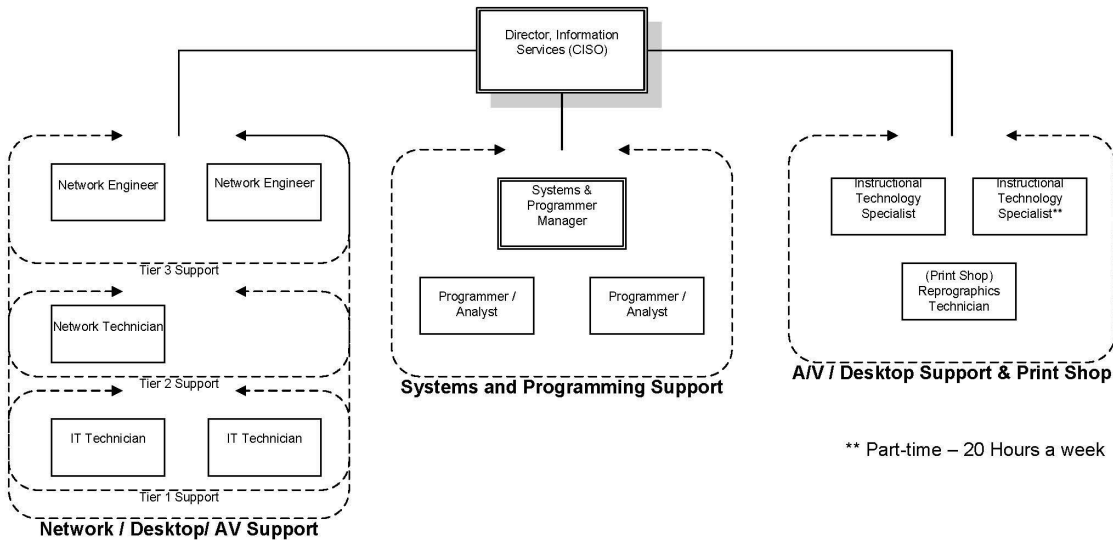 Director, Information
Services (CISO)
Network Engineer
Network Engineer
Tier 3 Support
Network Technician
Tier 2 Support
IT Technician
IT Technician
Tier 1 Support
Network / Desktop/ AV Support
Systems &
Programmer
Manager
Programmer /
Analyst
Programmer /
Analyst
Systems and Programming Support
Instructional
Technology
Specialist
Instructional
Technology
Specialist**
(Print Shop)
Reprographics
Technician
A/V / Desktop Support & Print Shop
** Part-time – 20 Hours a week